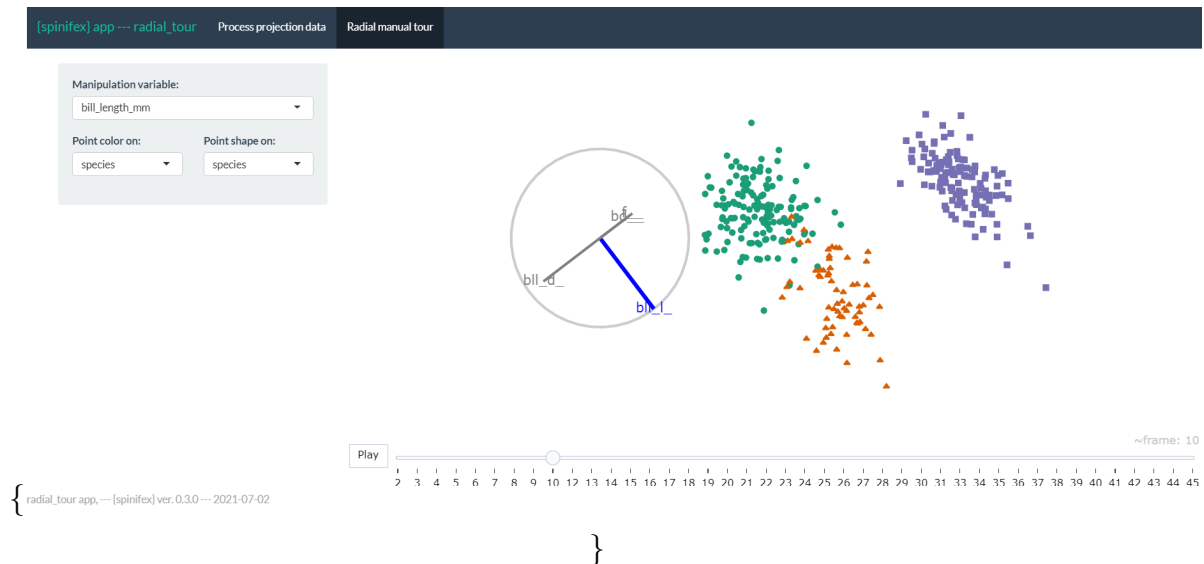 {spinifex} app --- radial_tour Process projection data Radial manual tour
Manipulation variable:
bill_length_mm
Point color on: Point shape on:
species species
bll_d_
bll_l_
~frame: 10
Play
2 3 4 5 6 7 8 9 10 11 12 13 14 15 16 17 18 19 20 21 22 23 24 25 26 27 28 29 30 31 32 33 34 35 36 37 38 39 40 41 42 43 44 45
{ radial_tour app, --- {spinifex} ver. 0.3.0 --- 2021-07-02
}